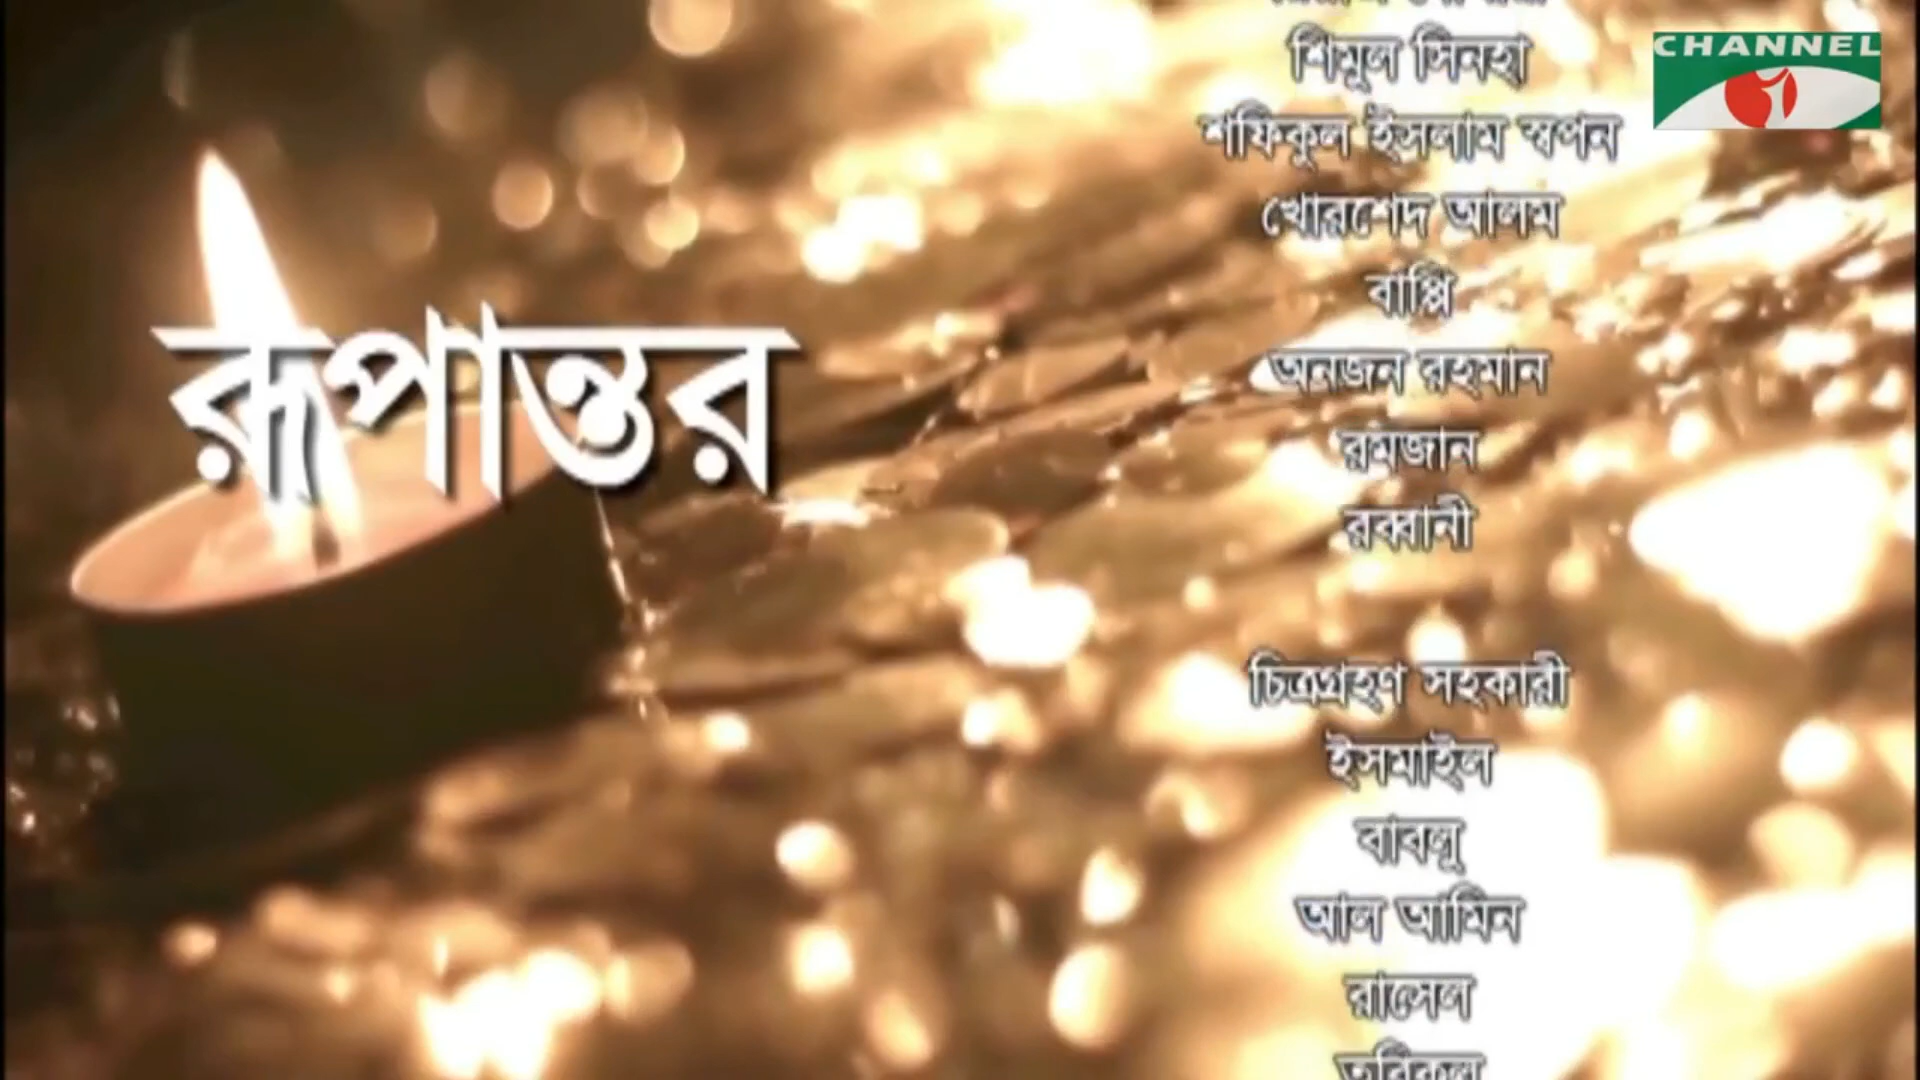 CHANNEL
শিমুল সিনহা
শফিকুল ইসলাম স্বপন
খোরশেদ আলম
বাপ্পি
অনজন রহমান
রমজান
রব্বানী
রূপান্তর
চিত্রগ্রহণ সহকারী
ইসমাইল
বাবলু
আল আমিন
রাসেল